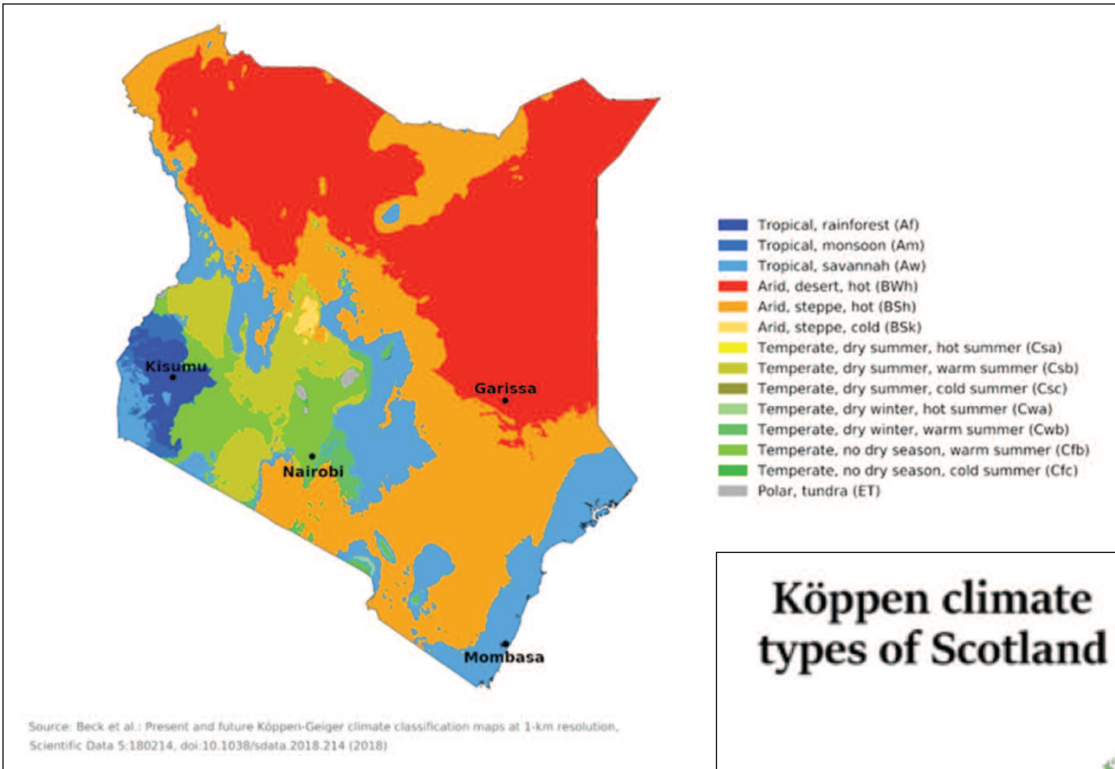 Kisumu
Garissa
Nairobi
Mombasa
Tropical, rainforest (Af)
Tropical, monsoon (Am)
Tropical, savannah (Aw)
Arid, desert, hot (BWh)
Arid, steppe, hot (BSh)
Arid, steppe, cold (BSk)
Temperate, dry summer, hot summer (Csa)
Temperate, dry summer, warm summer (Csb)
Temperate, dry summer, cold summer (Csc)
Temperate, dry winter, hot summer (Cwa)
Temperate, dry winter, warm summer (Cwb)
Temperate, no dry season, warm summer (Cfb)
Temperate, no dry season, cold summer (Cfc)
Polar, tundra (ET)
Source: Beck et al.: Present and future Köppen-Geiger climate classification maps at 1-km resolution,
Scientific Data 5:180214, doi:10.1038/sdata.2018.214 (2018)
Köppen climate
types of Scotland